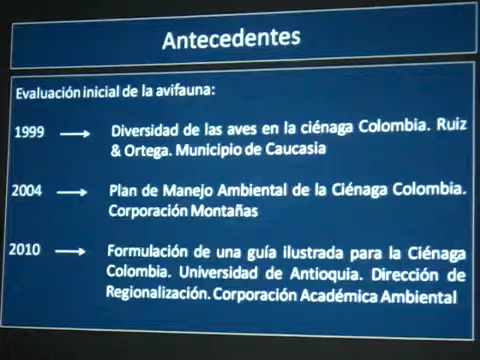 Antecedentes
Evaluación inicial de la avifauna:
1999 → Diversidad de las aves en la ciénaga Colombia. Ruiz
& Ortega. Municipio de Caucasia
2004 → Plan de Manejo Ambiental de la Ciénaga Colombia.
Corporación Montañas
2010 → Formulación de una guía ilustrada para la Ciénaga
Colombia. Universidad de Antioquia. Dirección de
Regionalización. Corporación Académica Ambiental